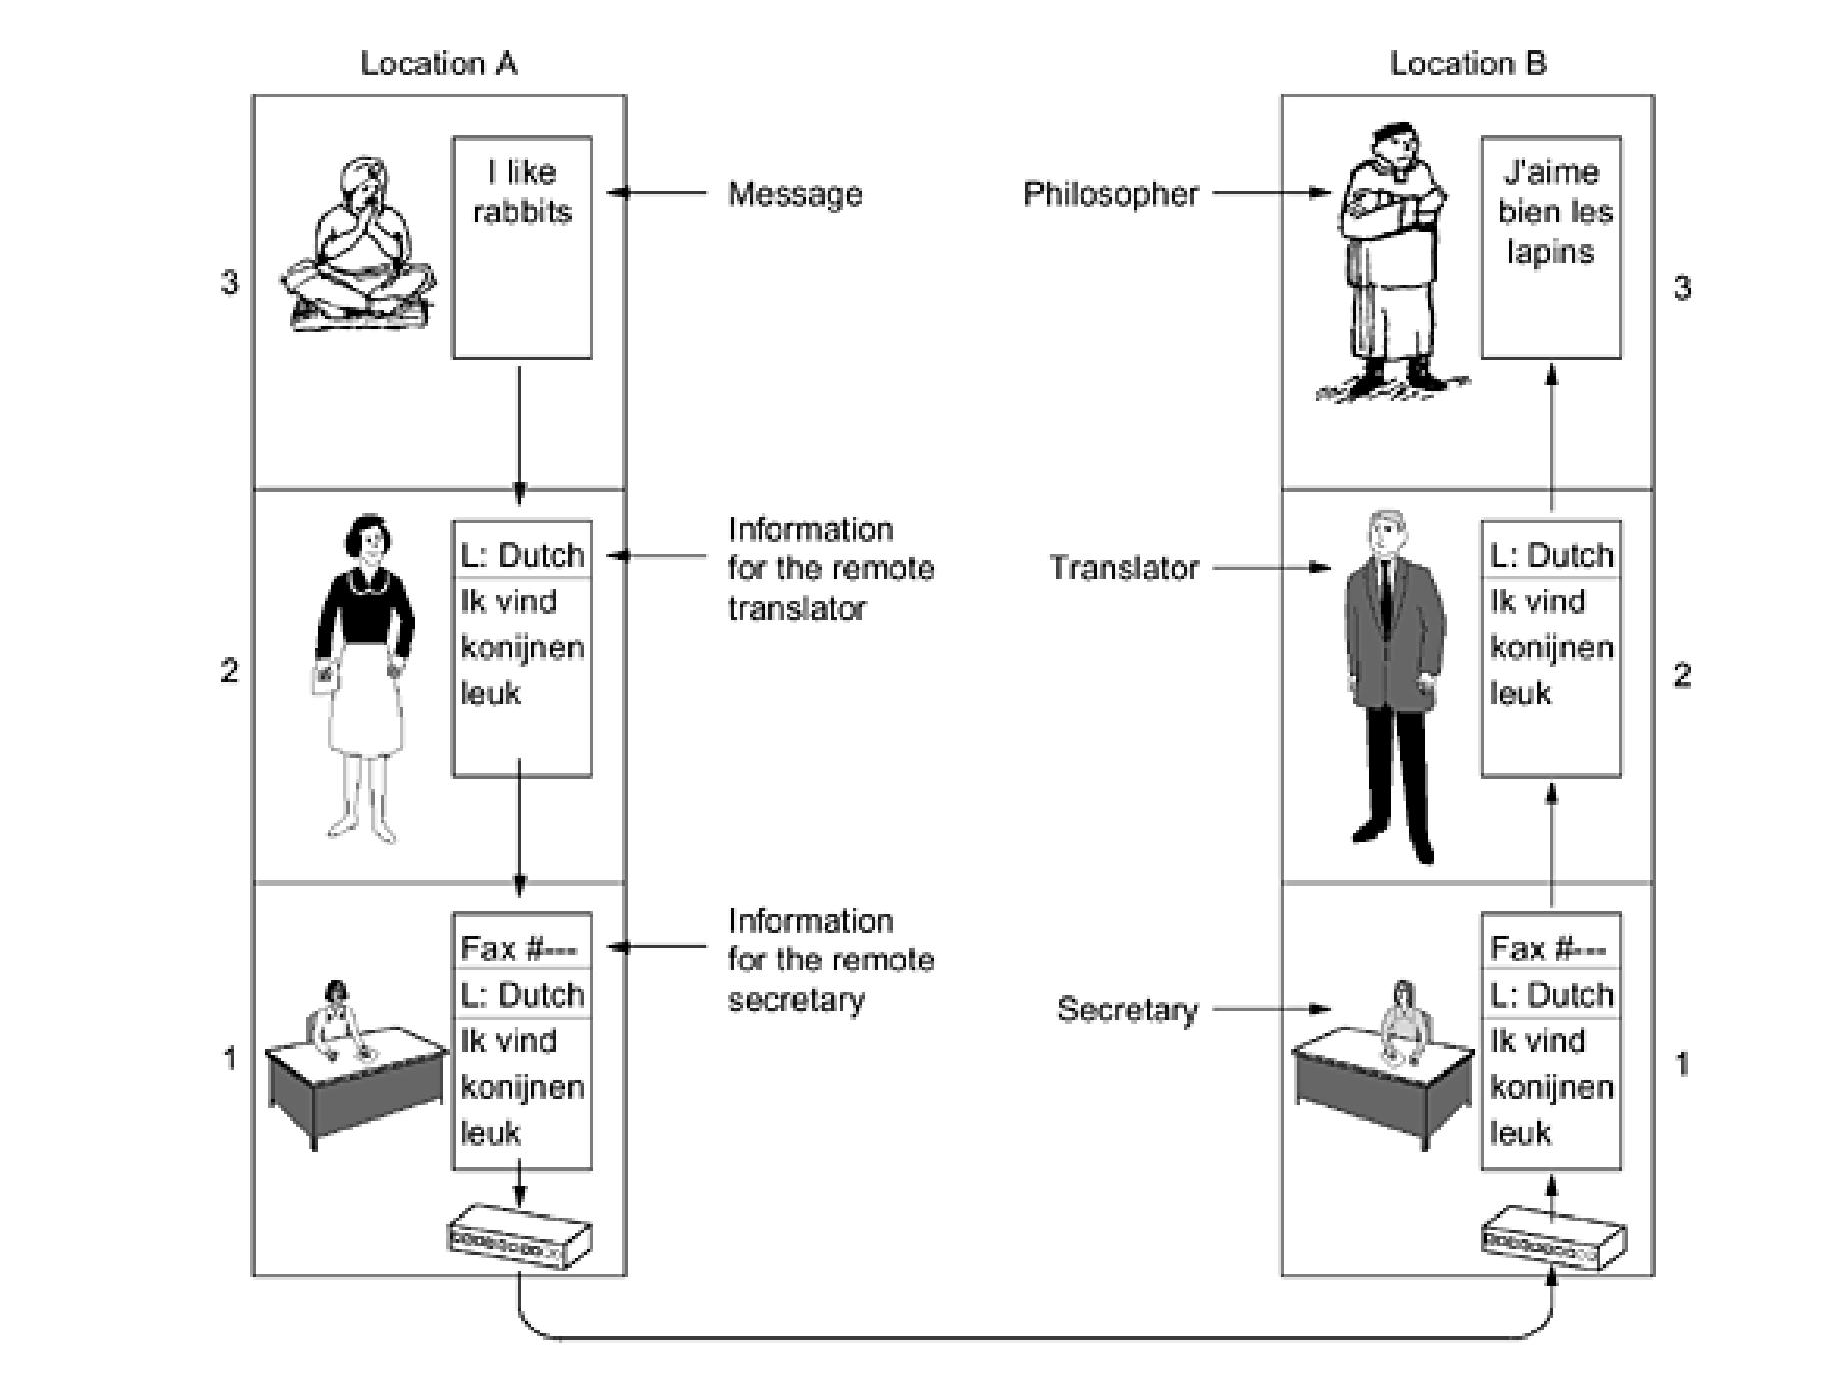 Location A
Location B
I like
rabbits
Message
Philosopher
J'aime
bien les
lapins
3
3
L: Dutch
Ik vind
konijnen
leuk
Information
for the remote
translator
Translator
L: Dutch
Ik vind
konijnen
leuk
2
2
Fax #---
L: Dutch
Ik vind
konijnen
leuk
Information
for the remote
secretary
Secretary
Fax #---
L: Dutch
Ik vind
konijnen
leuk
1
1